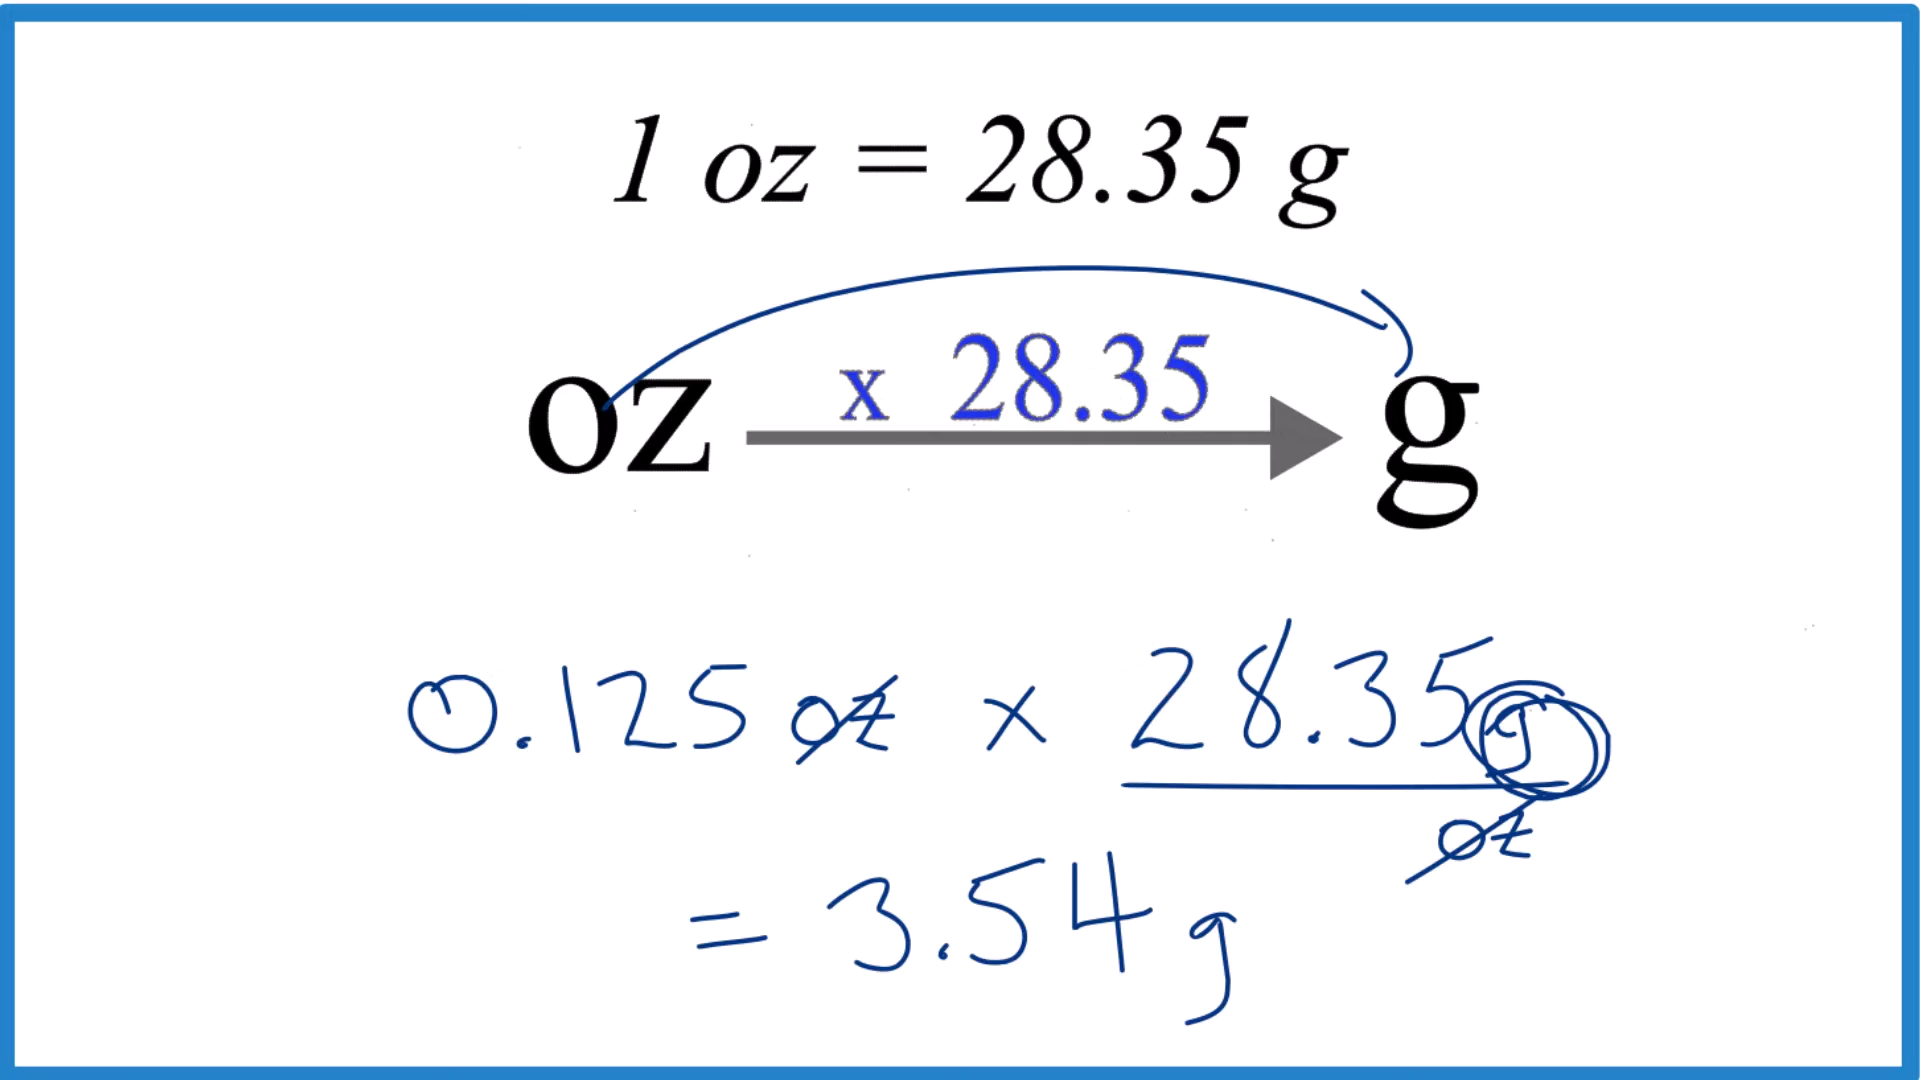 1 oz = 28.35 g
x 28.35
oz g
0.125 oz x 28.35 g
oz
= 3.54 g